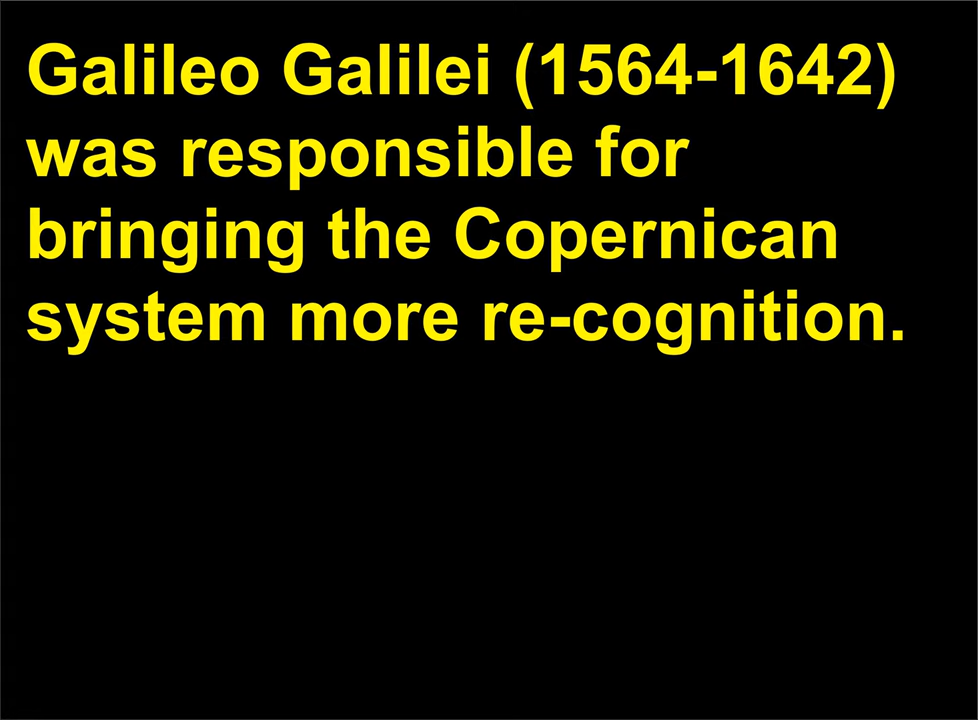 Galileo Galilei (1564-1642)
was responsible for
bringing the Copernican
system more re-cognition.